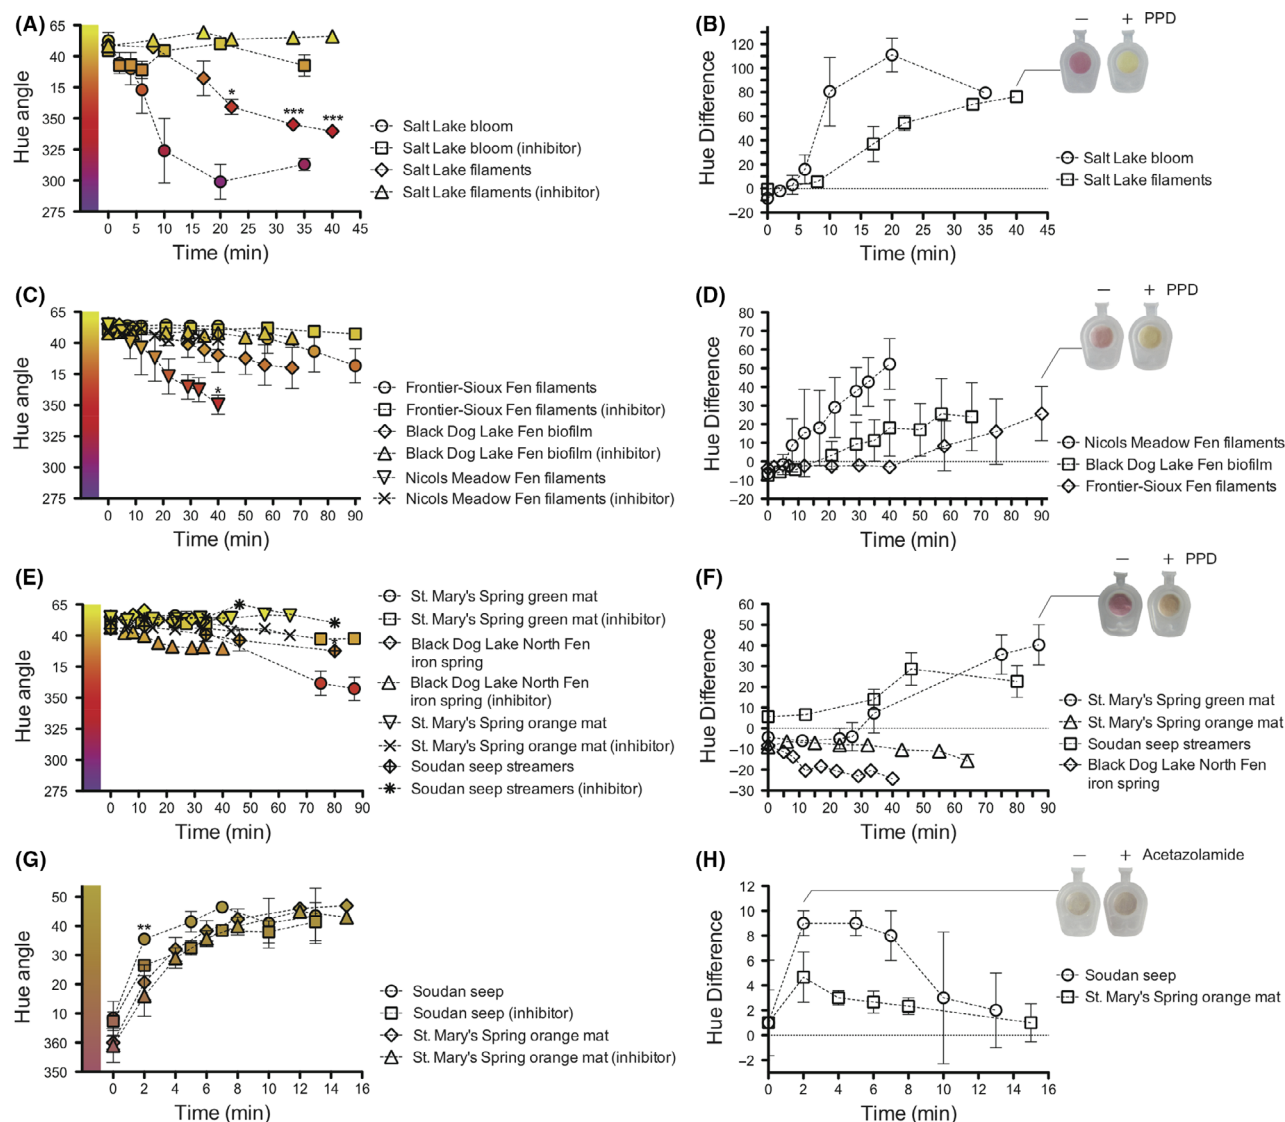 (A)
65
40
15
350
325
300
275
Hue angle
*
***
***
0 5 10 15 20 25 30 35 40 45
Time (min)
Salt Lake bloom
Salt Lake bloom (inhibitor)
Salt Lake filaments
Salt Lake filaments (inhibitor)
(B)
– + PPD
120
100
80
60
40
20
0
–20
Hue Difference
0 5 10 15 20 25 30 35 40 45
Time (min)
Salt Lake bloom
Salt Lake filaments
(C)
65
40
15
350
325
300
275
Hue angle
*
0 10 20 30 40 50 60 70 80 90
Time (min)
Frontier-Sioux Fen filaments
Frontier-Sioux Fen filaments (inhibitor)
Black Dog Lake Fen biofilm
Black Dog Lake Fen biofilm (inhibitor)
Nicols Meadow Fen filaments
Nicols Meadow Fen filaments (inhibitor)
(D)
– + PPD
80
70
60
50
40
30
20
10
0
–10
–20
Hue Difference
0 10 20 30 40 50 60 70 80 90
Time (min)
Nicols Meadow Fen filaments
Black Dog Lake Fen biofilm
Frontier-Sioux Fen filaments
(E)
65
40
15
350
325
300
275
Hue angle
0 10 20 30 40 50 60 70 80 90
Time (min)
St. Mary's Spring green mat
St. Mary's Spring green mat (inhibitor)
Black Dog Lake North Fen
iron spring
Black Dog Lake North Fen
iron spring (inhibitor)
St. Mary's Spring orange mat
St. Mary's Spring orange mat (inhibitor)
Soudan seep streamers
Soudan seep streamers (inhibitor)
(F)
– + PPD
60
50
40
30
20
10
0
–10
–20
–30
Hue Difference
0 10 20 30 40 50 60 70 80 90
Time (min)
St. Mary's Spring green mat
St. Mary's Spring orange mat
Soudan seep streamers
Black Dog Lake North Fen
iron spring
(G)
50
40
30
20
10
360
350
Hue angle
**
0 2 4 6 8 10 12 14 16
Time (min)
Soudan seep
Soudan seep (inhibitor)
St. Mary's Spring orange mat
St. Mary's Spring orange mat (inhibitor)
(H)
– + Acetazolamide
12
10
8
6
4
2
0
–2
Hue Difference
0 2 4 6 8 10 12 14 16
Time (min)
Soudan seep
St. Mary's Spring orange mat